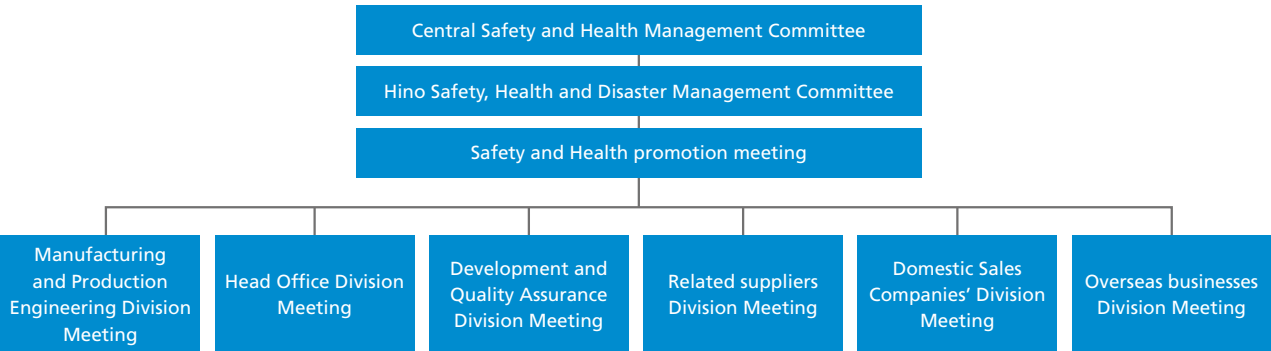 Central Safety and Health Management Committee
Hino Safety, Health and Disaster Management Committee
Safety and Health promotion meeting
Manufacturing
and Production
Engineering Division
Meeting
Head Office Division
Meeting
Development and
Quality Assurance
Division Meeting
Related suppliers
Division Meeting
Domestic Sales
Companies’ Division
Meeting
Overseas businesses
Division Meeting